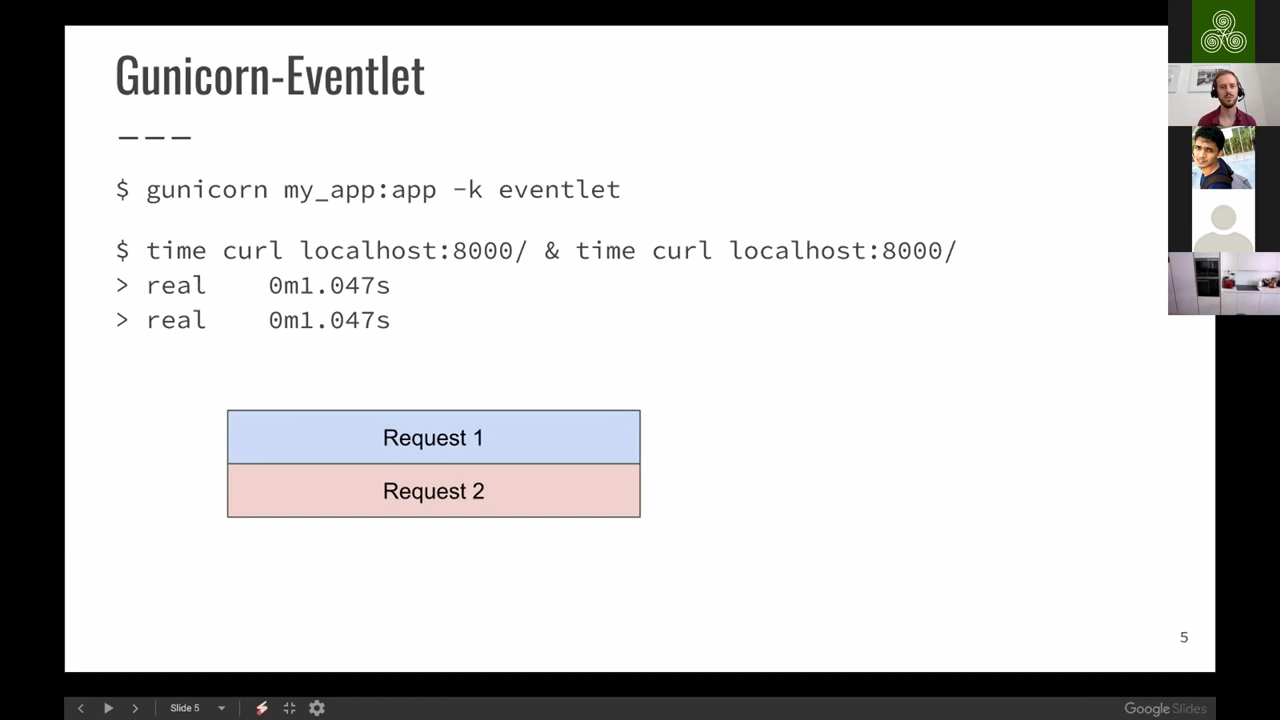 Gunicorn-Eventlet
$ gunicorn my_app:app -k eventlet
$ time curl localhost:8000/ & time curl localhost:8000/
> real 0m1.047s
> real 0m1.047s
Request 1
Request 2
5
Slide 5
Google Slides